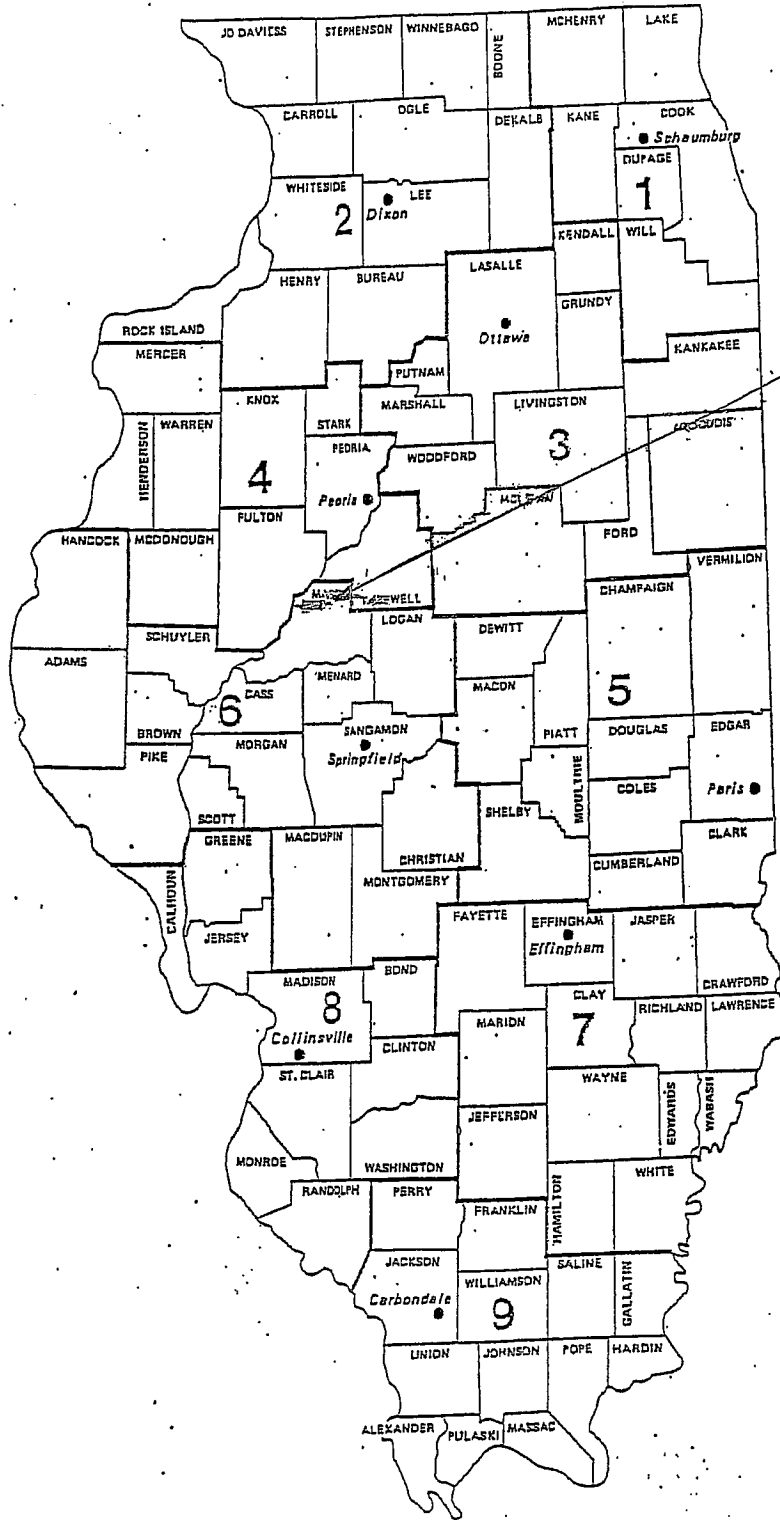 JO DAVIESS
STEPHENSON
WINNEBAGO
BOONE
MCHENRY
LAKE
CARROLL
OGLE
DEKALB
KANE
COOK
Schaumburg
DUPAGE
1
WHITESIDE
2
LEE
Dixon
KENDALL
WILL
HENRY
BUREAU
LASALLE
GRUNDY
Ottawa
ROCK ISLAND
MERCER
PUTNAM
KANKAKEE
KNOX
STARK
MARSHALL
LIVINGSTON
HENDERSON
WARREN
4
PEORIA
WOODFORD
3
Peoria
FULTON
HANCOCK
MCDONOUGH
FORD
VERMILION
CHAMPAIGN
LOGAN
DEWITT
SCHUYLER
ADAMS
MENARD
MACON
CASS
6
5
BROWN
PIKE
MORGAN
SANGAMON
Springfield
PIATT
DOUGLAS
EDGAR
MOULTRIE
COLES
Paris
SCOTT
SHELBY
GREENE
MACOUPIN
CHRISTIAN
CLARK
CUMBERLAND
MONTGOMERY
CALHOUN
FAYETTE
EFFINGHAM
Effingham
JASPER
JERSEY
CRAWFORD
MADISON
BOND
8
CLAY
RICHLAND
LAWRENCE
MARION
7
Collinsville
CLINTON
ST. CLAIR
WAYNE
EDWARDS
WABASH
JEFFERSON
MONROE
WASHINGTON
RANDOLPH
PERRY
HAMILTON
WHITE
FRANKLIN
JACKSON
SALINE
GALLATIN
WILLIAMSON
Carbondale
9
UNION
JOHNSON
POPE
HARDIN
ALEXANDER
PULASKI
MASSAC